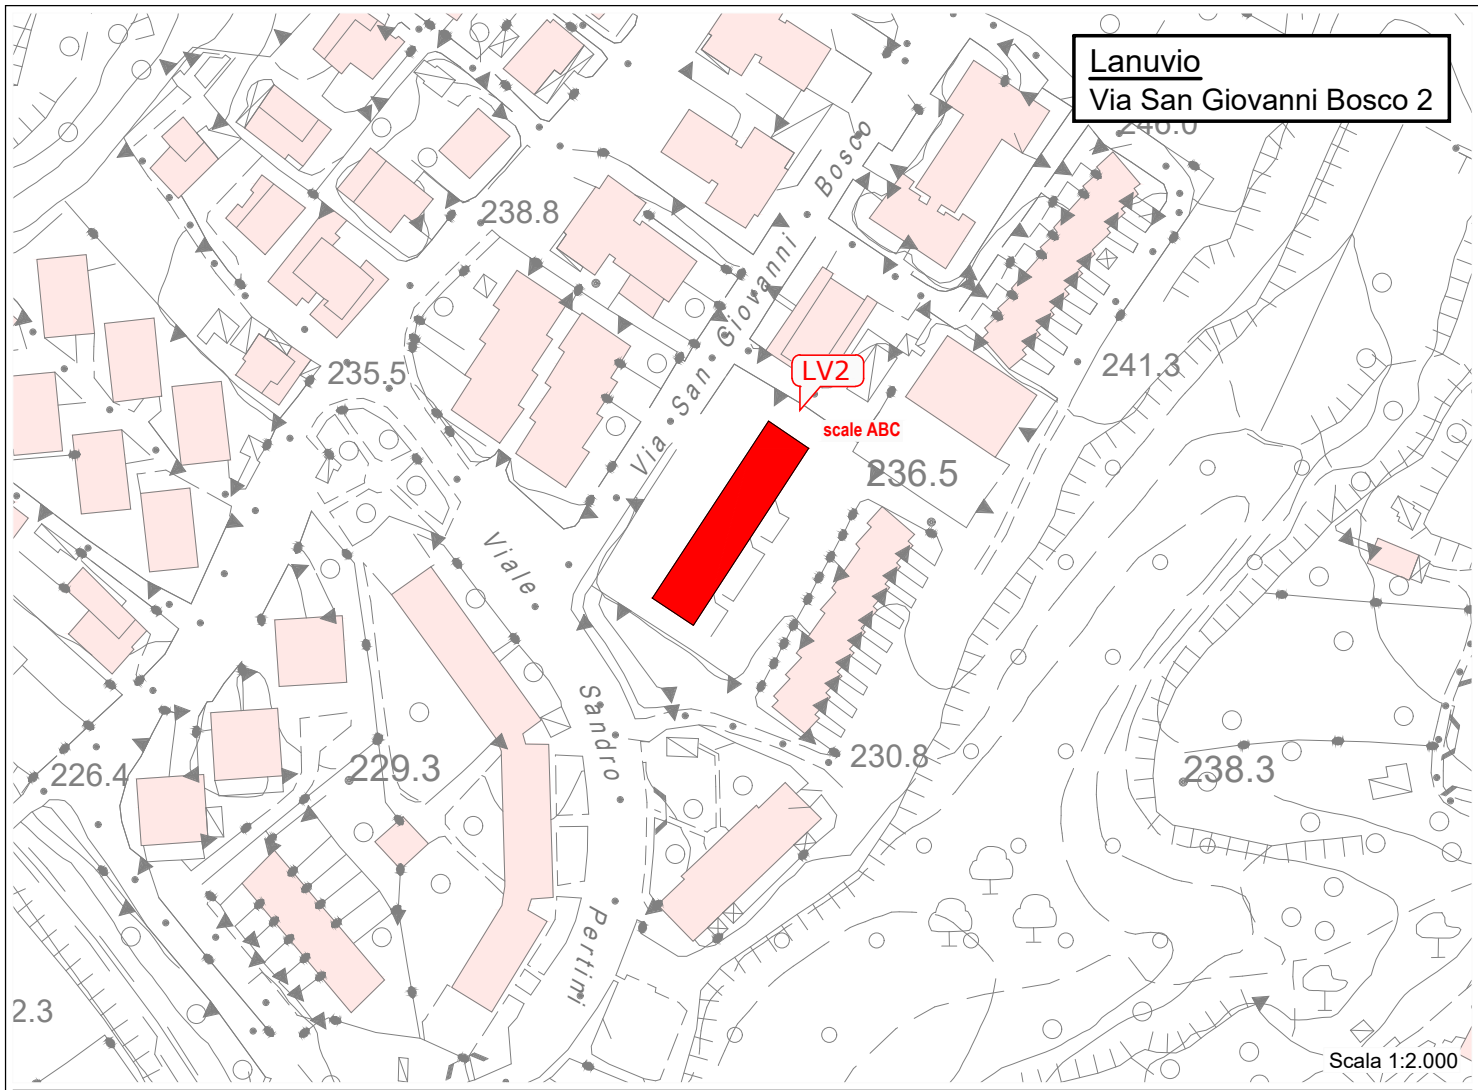 Lanuvio
Via San Giovanni Bosco 2
246.0
238.8
Via San Giovanni Bosco
235.5
241.3
LV2
scale ABC
236.5
Viale Sandro Pertini
226.4
229.3
230.8
238.3
2.3
Scala 1:2.000